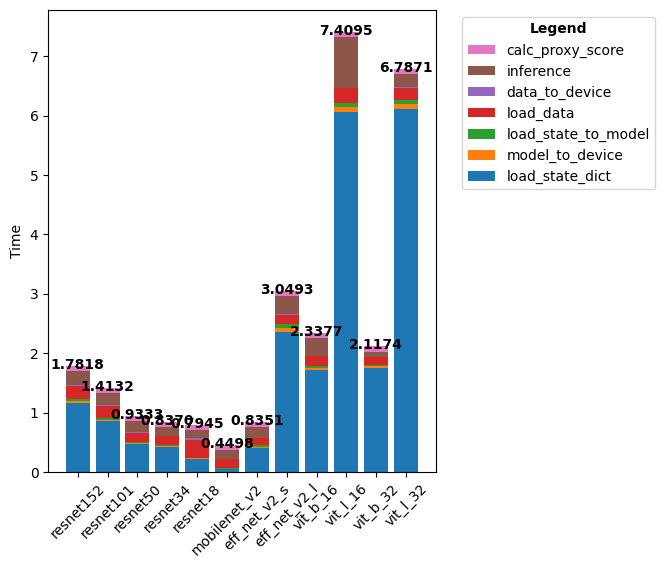 7.4095
6.7871
3.0493
2.3377
2.1174
1.7818
1.4132
0.9333
0.8370
0.7945
0.4498
0.8351
Time
0
1
2
3
4
5
6
7
resnet152
resnet101
resnet50
resnet34
resnet18
mobilenet_v2
eff_net_v2_s
eff_net_v2_l
vit_b_16
vit_l_16
vit_b_32
vit_l_32
Legend
calc_proxy_score
inference
data_to_device
load_data
load_state_to_model
model_to_device
load_state_dict